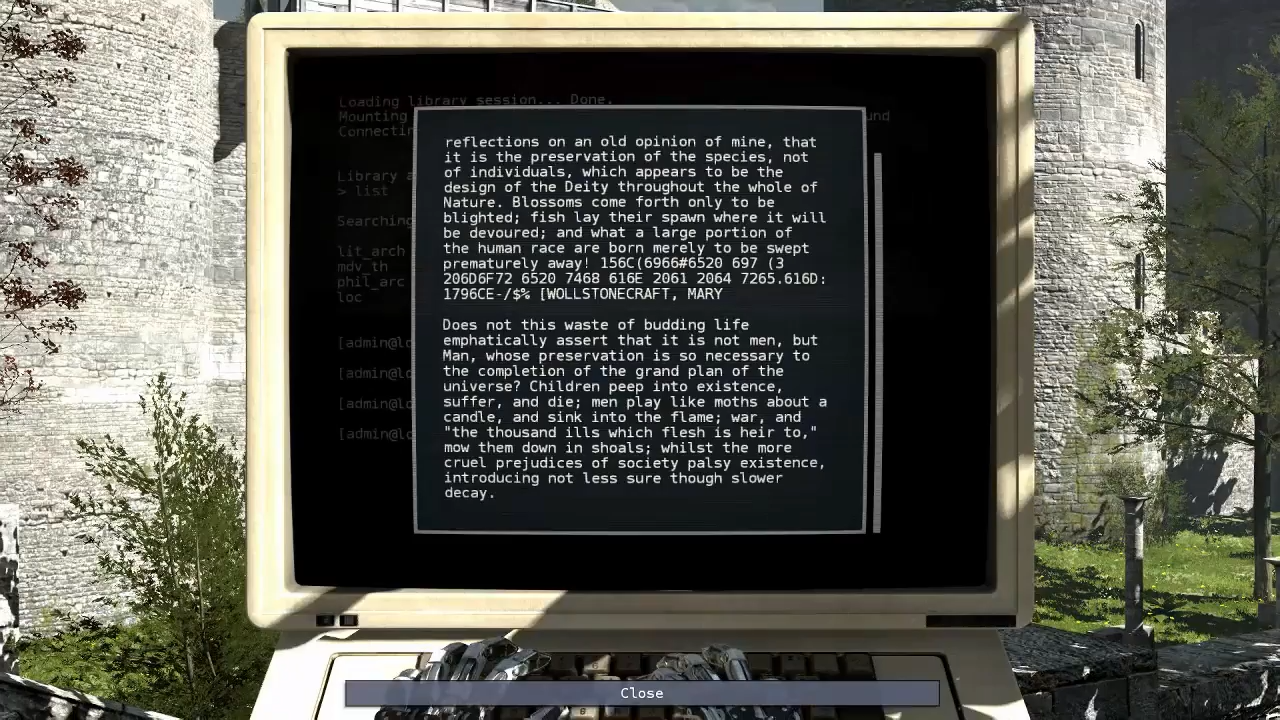 Loading library session... Done.
Mounting
und
Connectin
Library a
> list
Searching
lit_arch
mdv_th
phil_arc
loc
[admin@lo
[admin@lo
[admin@lo
[admin@lo
reflections on an old opinion of mine, that
it is the preservation of the species, not
of individuals, which appears to be the
design of the Deity throughout the whole of
Nature. Blossoms come forth only to be
blighted; fish lay their spawn where it will
be devoured; and what a large portion of
the human race are born merely to be swept
prematurely away! 156C(6966#6520 697 (3
206D6F72 6520 7468 616E 2061 2064 7265.616D:
1796CE-/$% [WOLLSTONECRAFT, MARY
Does not this waste of budding life
emphatically assert that it is not men, but
Man, whose preservation is so necessary to
the completion of the grand plan of the
universe? Children peep into existence,
suffer, and die; men play like moths about a
candle, and sink into the flame; war, and
"the thousand ills which flesh is heir to,"
mow them down in shoals; whilst the more
cruel prejudices of society palsy existence,
introducing not less sure though slower
decay.
Close